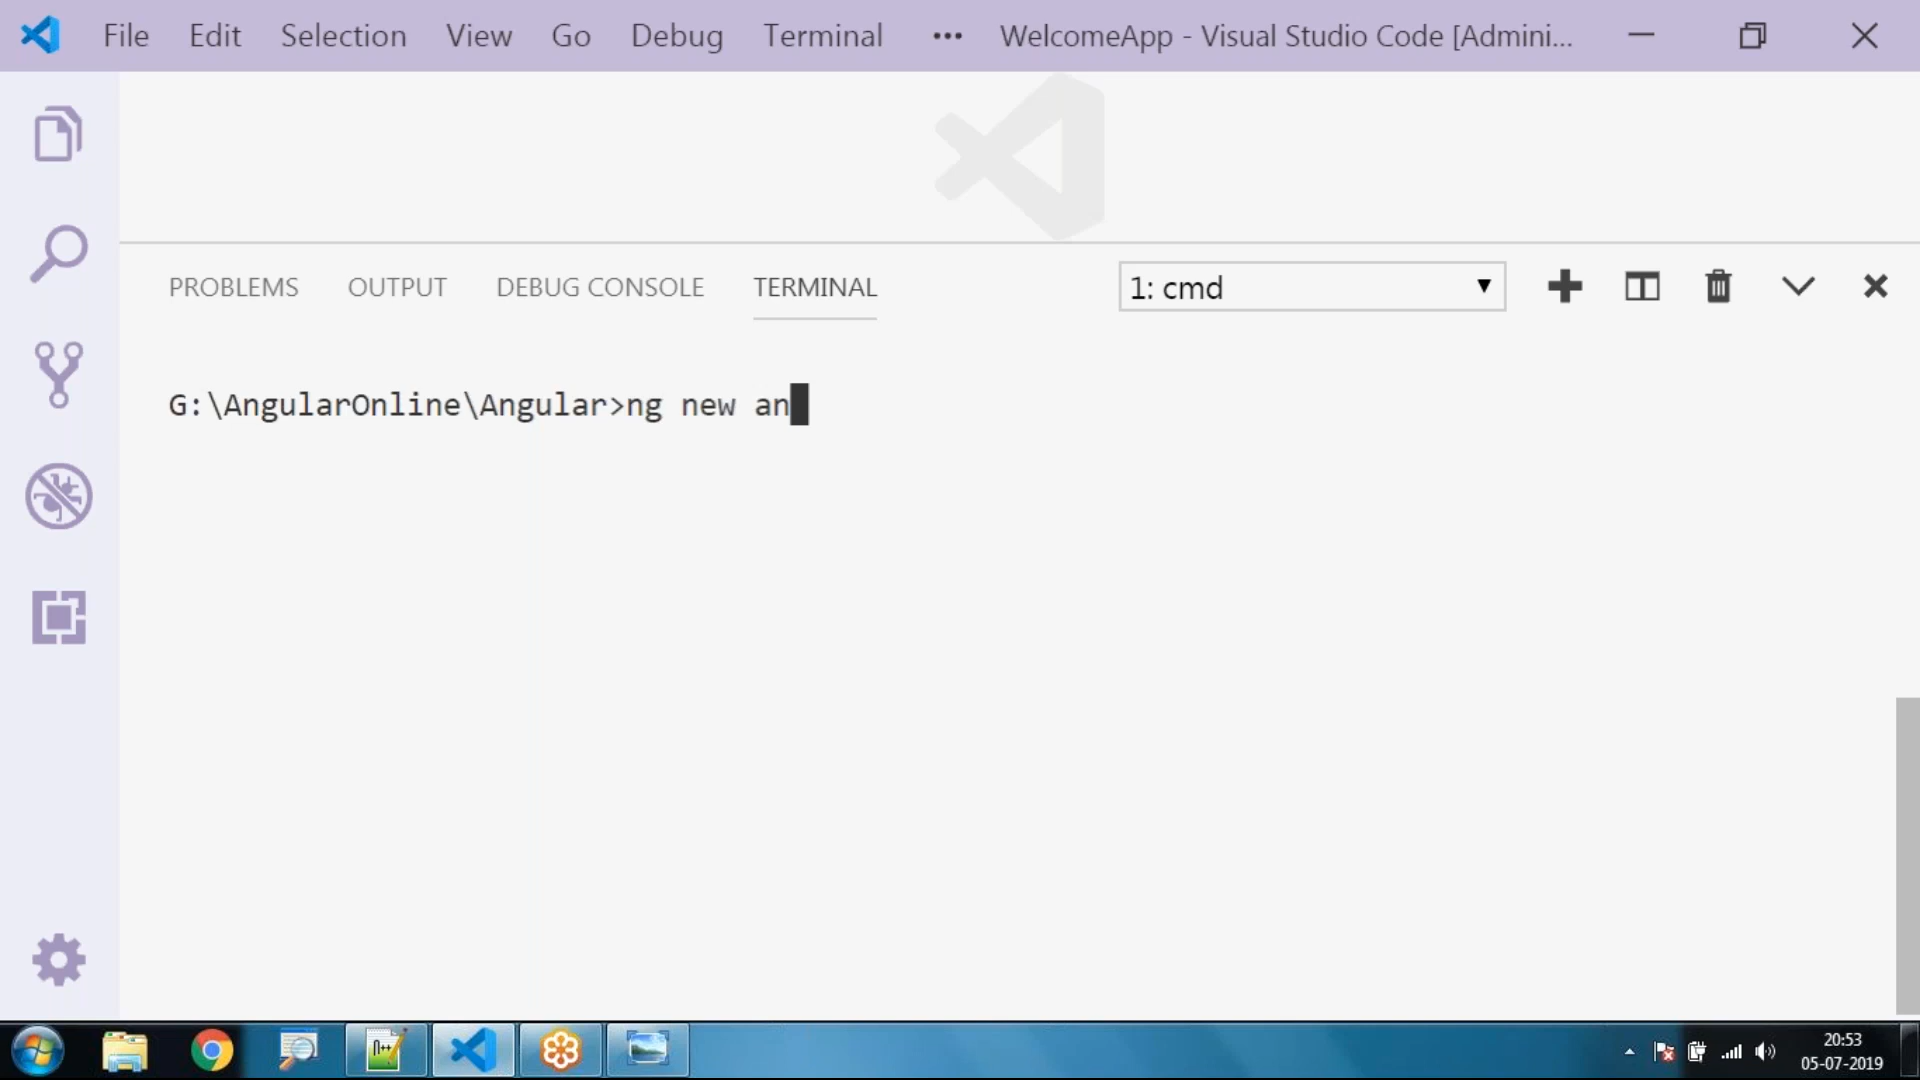 File Edit Selection View Go Debug Terminal ••• WelcomeApp - Visual Studio Code [Admini...
PROBLEMS OUTPUT DEBUG CONSOLE TERMINAL 1: cmd
G:\AngularOnline\Angular>ng new an
20:53
05-07-2019